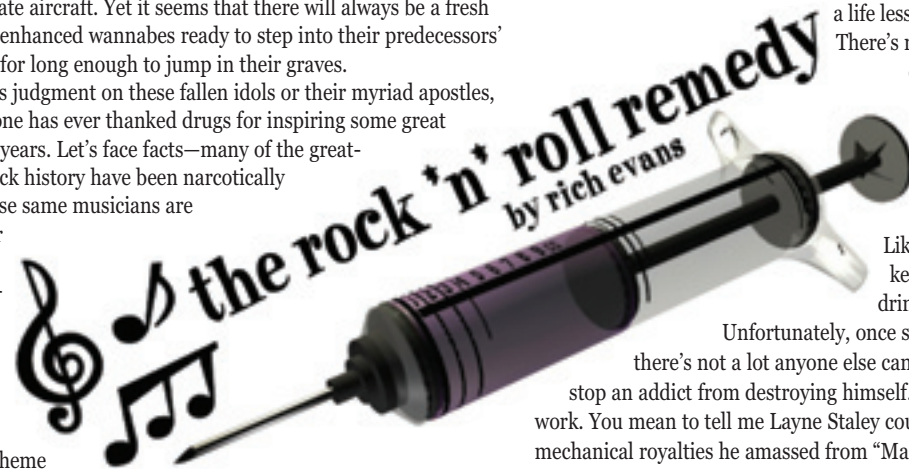 ate aircraft. Yet it seems that there will always be a fresh
enhanced wannabes ready to step into their predecessors’
for long enough to jump in their graves.
s judgment on these fallen idols or their myriad apostles,
one has ever thanked drugs for inspiring some great
years. Let’s face facts—many of the great-
ck history have been narcotically
se same musicians are
r
heme
the rock 'n' roll remedy
by rich evans
a life less
There’s
Lik
ke
drin
Unfortunately, once s
there’s not a lot anyone else can
stop an addict from destroying himself.
work. You mean to tell me Layne Staley cou
mechanical royalties he amassed from “Ma